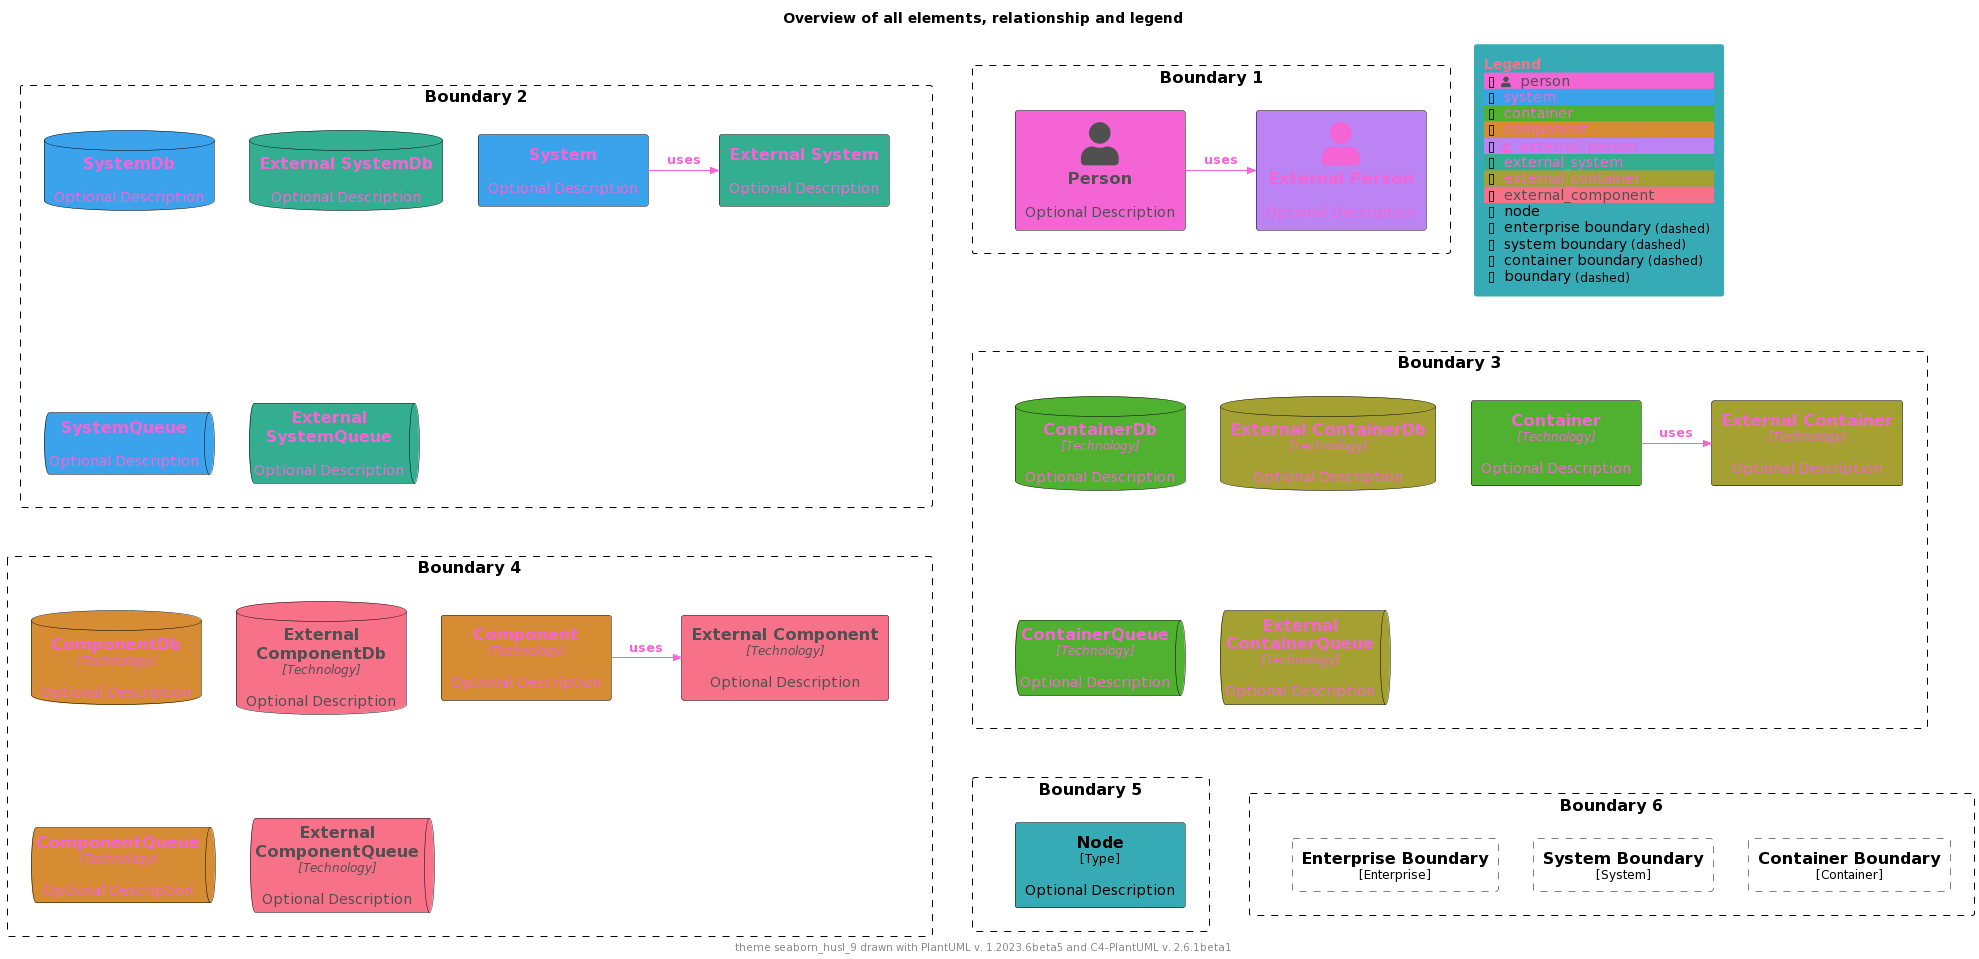 Overview of all elements, relationship and legend
Boundary 2
SystemDb
Optional Description
External SystemDb
Optional Description
System
Optional Description
uses
External System
Optional Description
SystemQueue
Optional Description
External
SystemQueue
Optional Description
Boundary 1
Person
Optional Description
uses
External Person
Optional Description
Legend
person
system
container
component
external_person
external_system
external_container
external_component
node
enterprise boundary (dashed)
system boundary (dashed)
container boundary (dashed)
boundary (dashed)
Boundary 3
ContainerDb
[Technology]
Optional Description
External ContainerDb
[Technology]
Optional Description
Container
[Technology]
Optional Description
uses
External Container
[Technology]
Optional Description
ContainerQueue
[Technology]
Optional Description
External
ContainerQueue
[Technology]
Optional Description
Boundary 4
ComponentDb
[Technology]
Optional Description
External
ComponentDb
[Technology]
Optional Description
Component
[Technology]
Optional Description
uses
External Component
[Technology]
Optional Description
ComponentQueue
[Technology]
Optional Description
External
ComponentQueue
[Technology]
Optional Description
Boundary 5
Node
[Type]
Optional Description
Boundary 6
Enterprise Boundary
[Enterprise]
System Boundary
[System]
Container Boundary
[Container]
theme seaborn_husl_9 drawn with PlantUML v. 1.2023.6beta5 and C4-PlantUML v. 2.6.1beta1